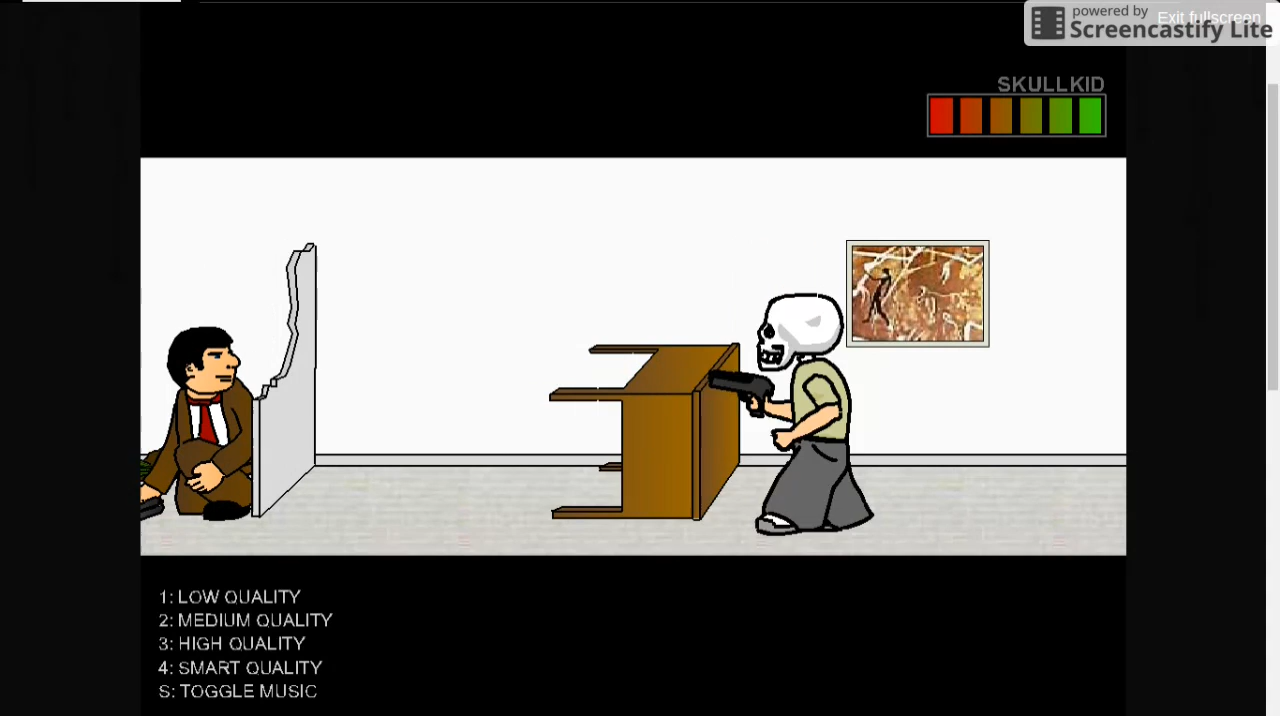 powered by
Exit fullscreen
Screencastify Lite
SKULLKID
1: LOW QUALITY
2: MEDIUM QUALITY
3: HIGH QUALITY
4: SMART QUALITY
S: TOGGLE MUSIC